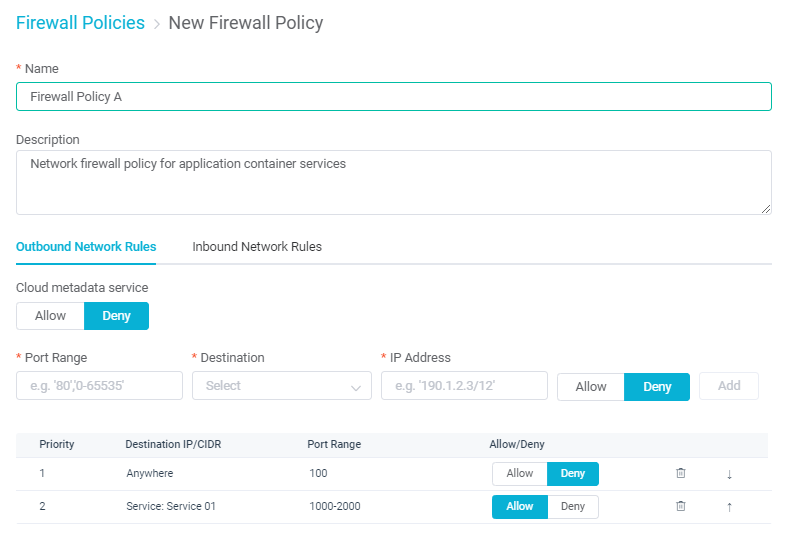 Firewall Policies > New Firewall Policy
* Name
Firewall Policy A
Description
Network firewall policy for application container services
Outbound Network Rules Inbound Network Rules
Cloud metadata service
Allow Deny
* Port Range * Destination * IP Address
e.g. '80','0-65535' Select e.g. '190.1.2.3/12' Allow Deny Add
Priority Destination IP/CIDR Port Range Allow/Deny
1 Anywhere 100 Allow Deny ↓
2 Service: Service 01 1000-2000 Allow Deny ↑